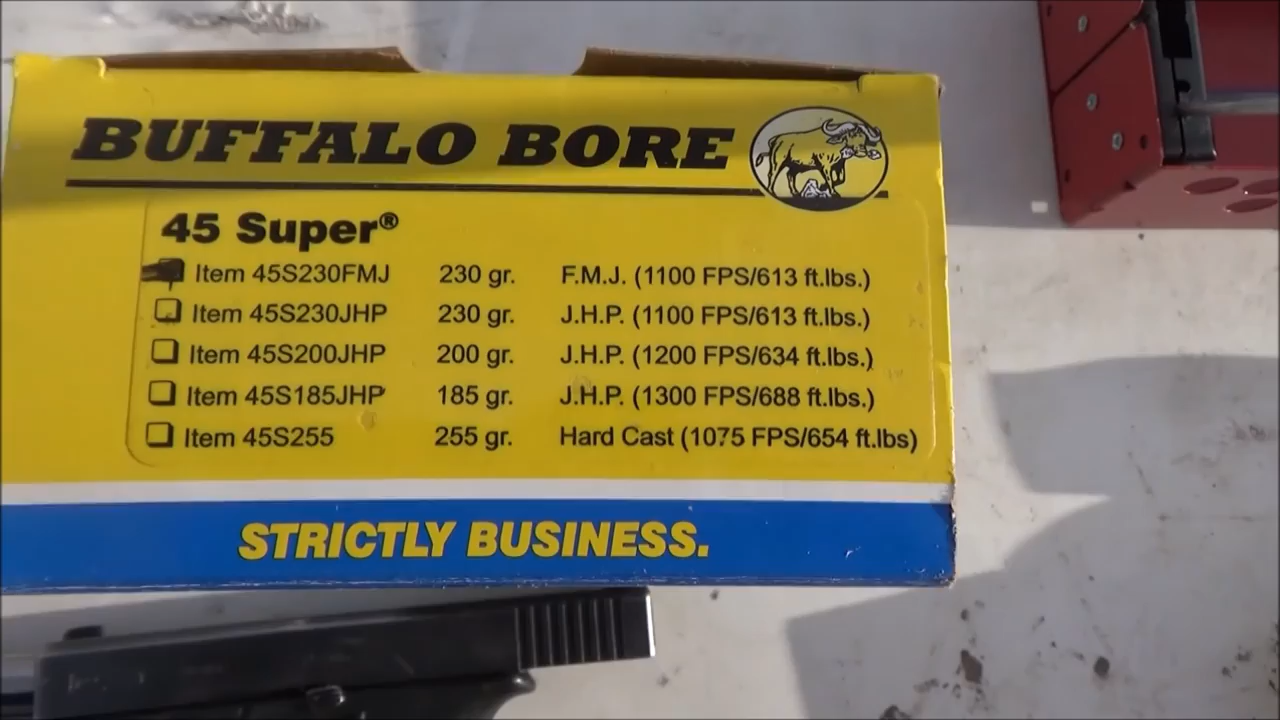 BUFFALO BORE
45 Super®
Item 45S230FMJ 230 gr. F.M.J. (1100 FPS/613 ft.lbs.)
Item 45S230JHP 230 gr. J.H.P. (1100 FPS/613 ft.lbs.)
Item 45S200JHP 200 gr. J.H.P. (1200 FPS/634 ft.lbs.)
Item 45S185JHP 185 gr. J.H.P. (1300 FPS/688 ft.lbs.)
Item 45S255 255 gr. Hard Cast (1075 FPS/654 ft.lbs)
STRICTLY BUSINESS.